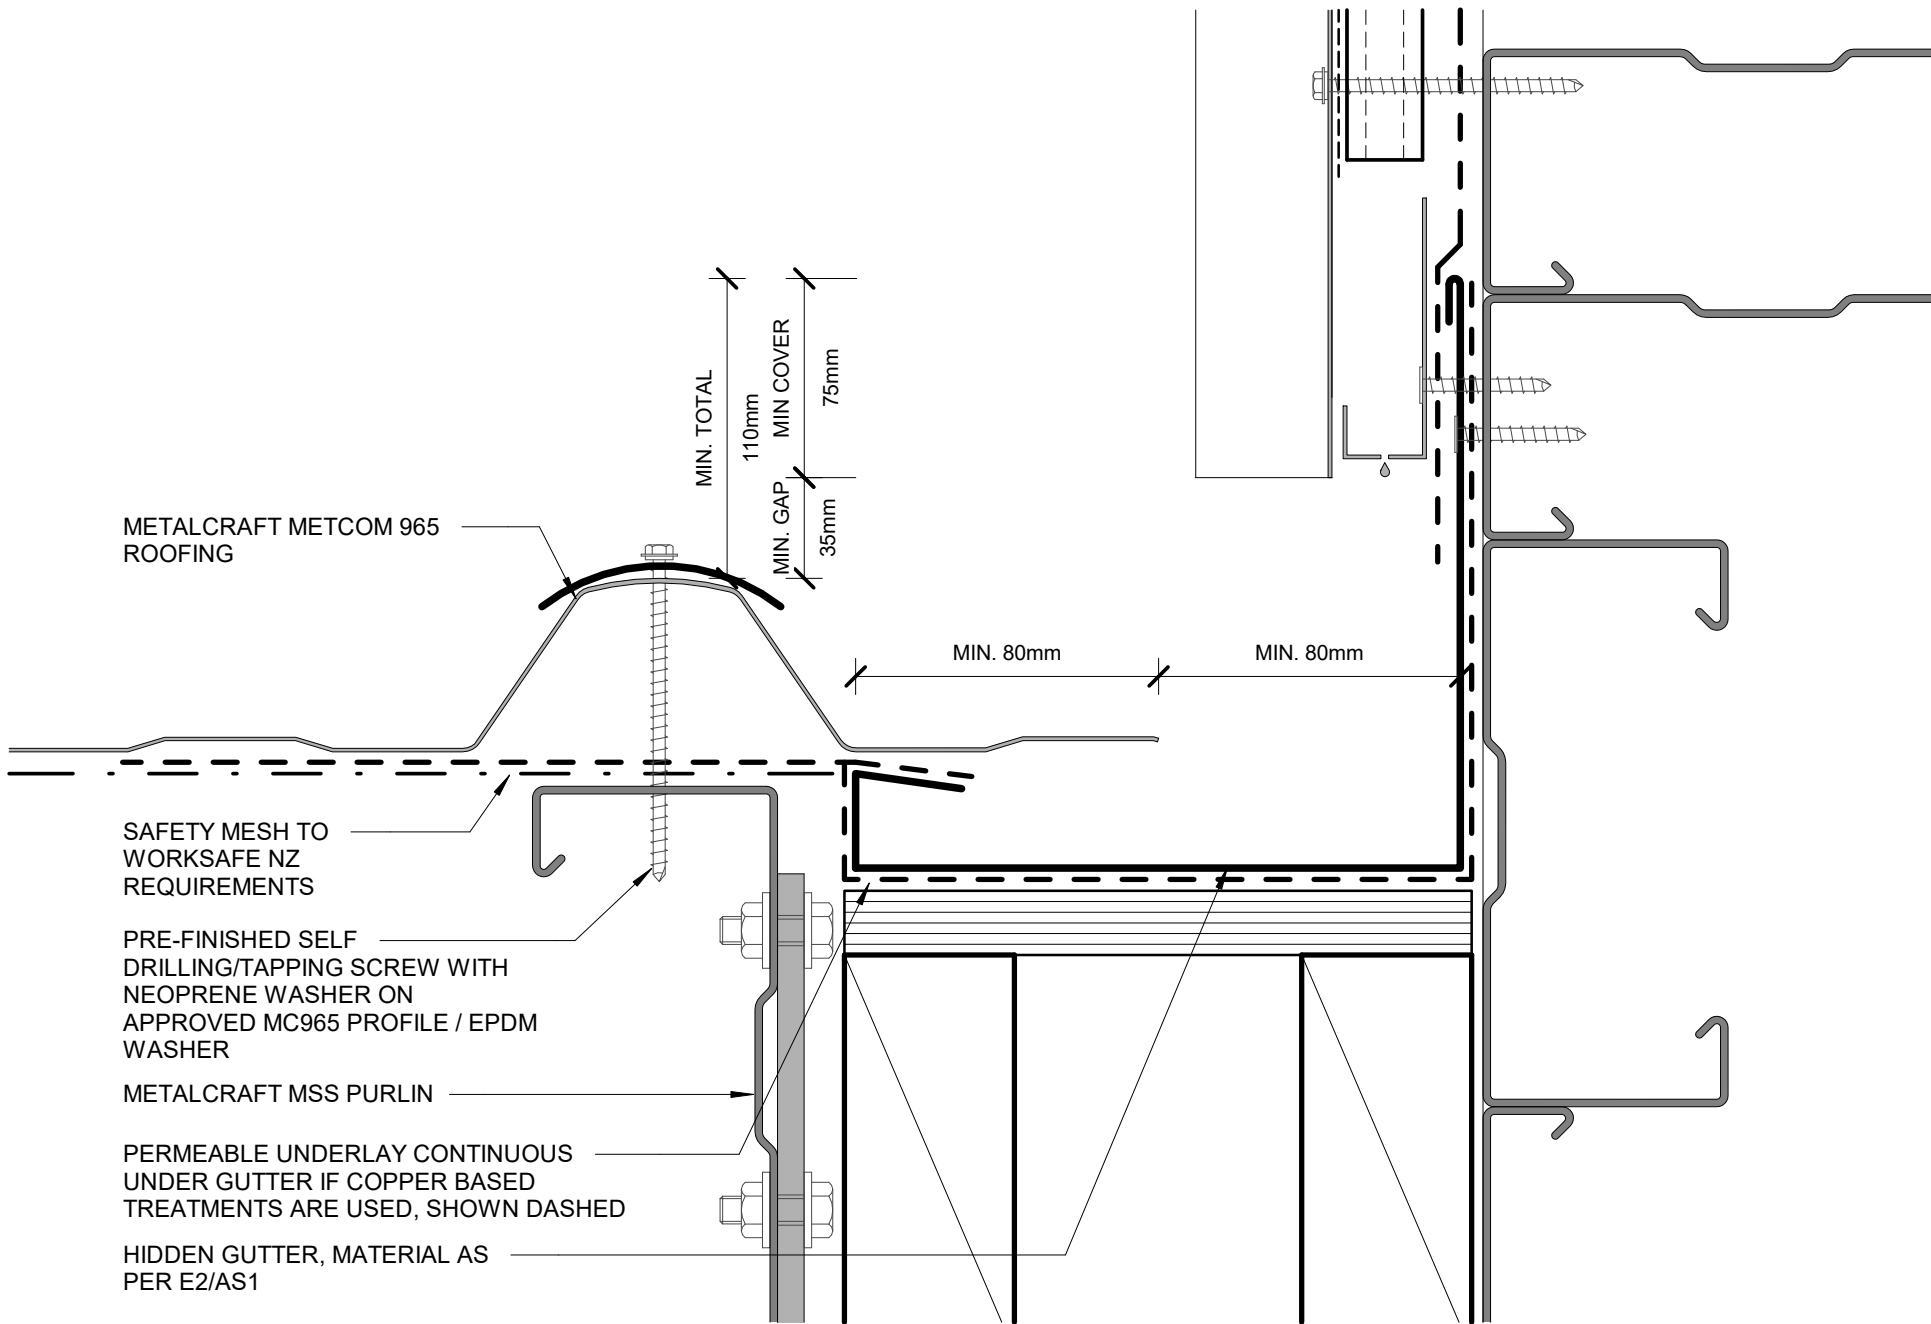 MIN. TOTAL
110mm
MIN COVER
75mm
MIN. GAP
35mm
METALCRAFT METCOM 965
ROOFING
MIN. 80mm
MIN. 80mm
SAFETY MESH TO
WORKSAFE NZ
REQUIREMENTS
PRE-FINISHED SELF
DRILLING/TAPPING SCREW WITH
NEOPRENE WASHER ON
APPROVED MC965 PROFILE / EPDM
WASHER
METALCRAFT MSS PURLIN
PERMEABLE UNDERLAY CONTINUOUS
UNDER GUTTER IF COPPER BASED
TREATMENTS ARE USED, SHOWN DASHED
HIDDEN GUTTER, MATERIAL AS
PER E2/AS1